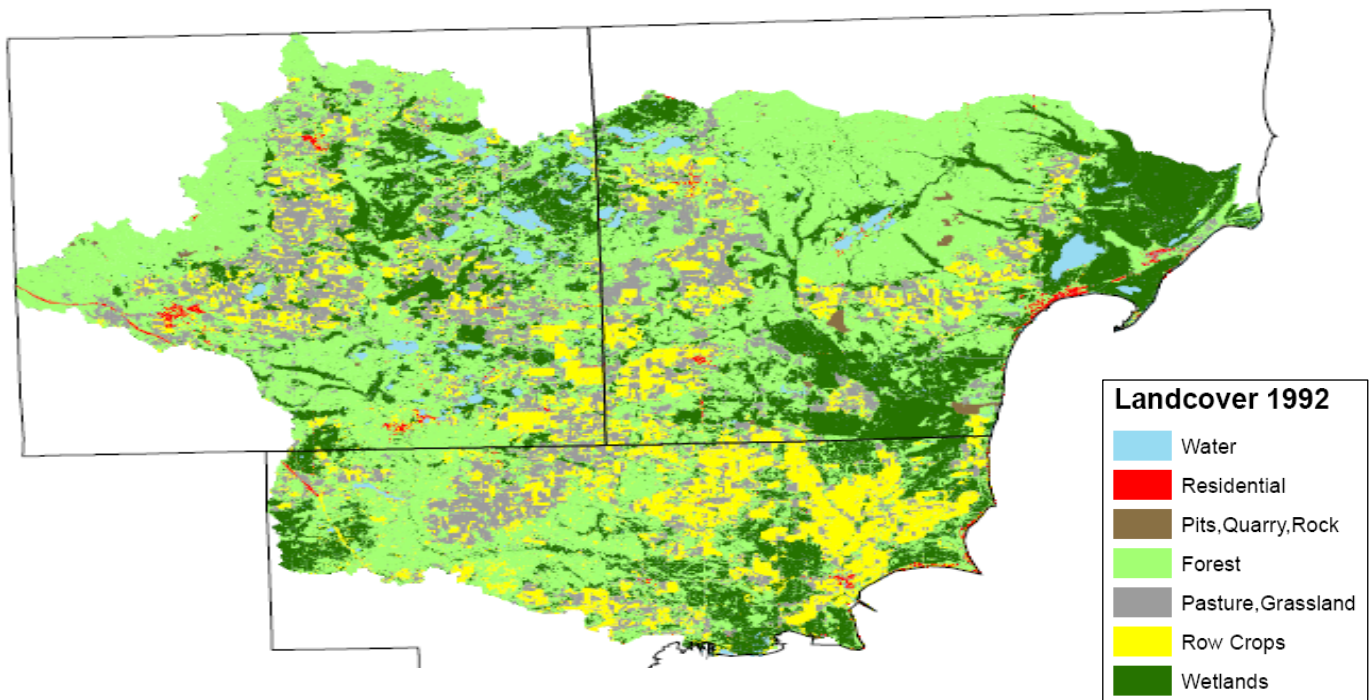 Landcover 1992
Water
Residential
Pits,Quarry,Rock
Forest
Pasture,Grassland
Row Crops
Wetlands